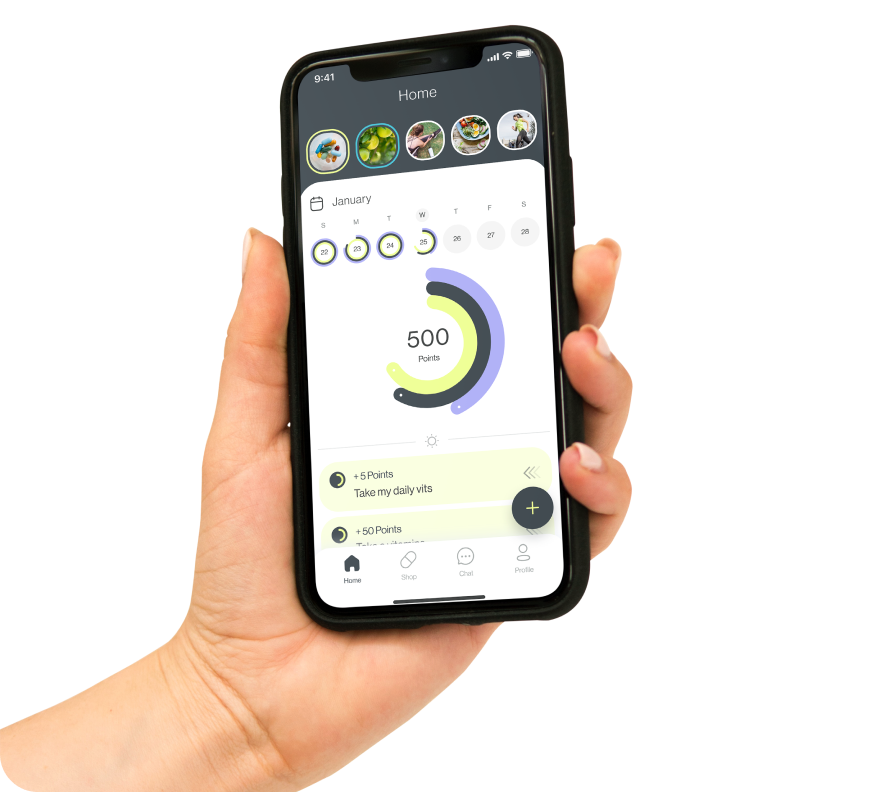 9:41
Home
January
S M T W T F S
22 23 24 25 26 27 28
500
Points
+ 5 Points
Take my daily vits
+ 50 Points
Take
Home Shop Chat Profile